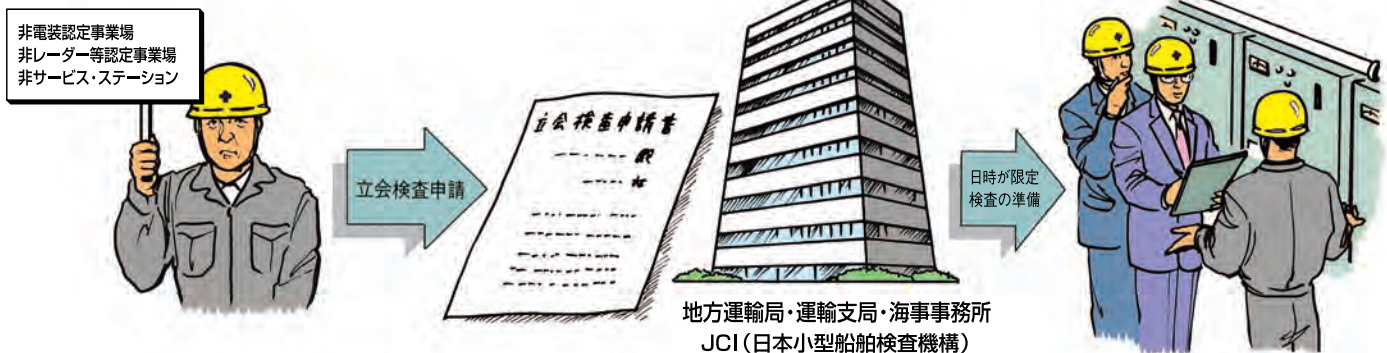 非電装認定事業場
非レーダー等認定事業場
非サービス・ステーション
立会検査申請
立会検査申請書
地方運輸局・運輸支局・海事事務所
JCI(日本小型船舶検査機構)
日時が限定
検査の準備